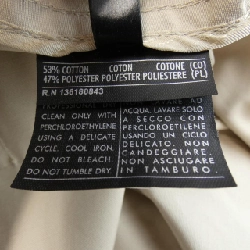 53% COTTON COTON COTONE (CO)
47% POLYESTER POLYESTER POLIESTERE (PL)
R.N 136180843
CLEAN ONLY WITH
PERCHLOROETHYLENE
USING A DELICATE
CYCLE, COOL IRON,
DO NOT BLEACH
DO NOT TUMBLE DRY
ACQUA. LAVARE SOLO
A SECCO CON
PERCLOROETILENE
USANDO UN CICLO
DELICATO. NON
CANDEGGIARE.
NON ASCIUGARE
IN TAMBURO.